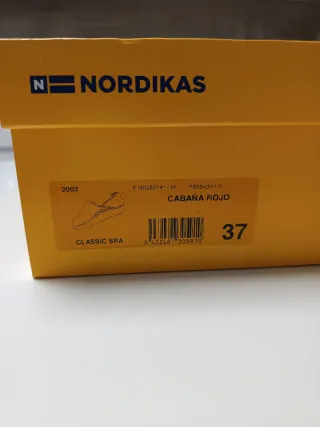 N NORDIKAS
2002
CABAÑA ROJO
CLASSIC SRA
37